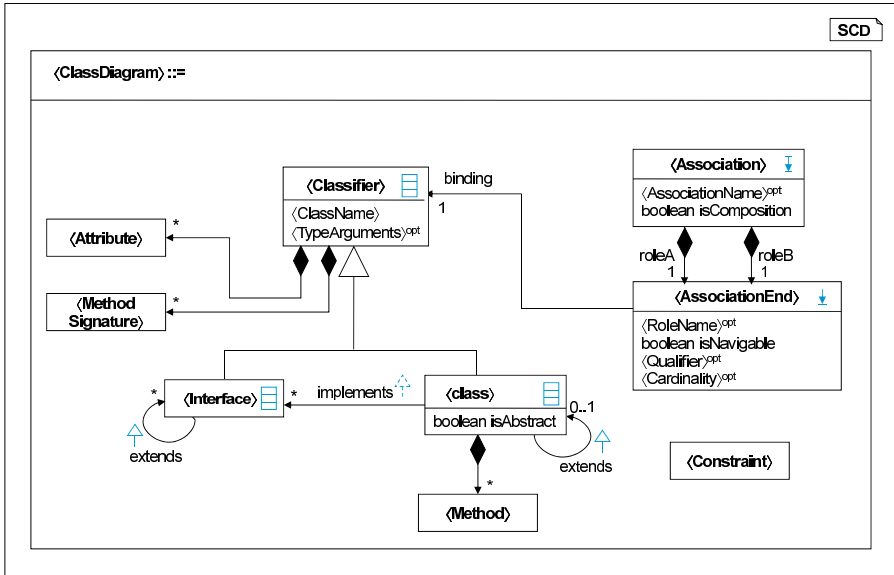 SCD
⟨ClassDiagram⟩ ::=
⟨Classifier⟩
⟨ClassName⟩
⟨TypeArguments⟩opt
binding
1
⟨Association⟩
⟨AssociationName⟩opt
boolean isComposition
roleA
1
roleB
1
⟨Attribute⟩
*
⟨Method
Signature⟩
*
⟨AssociationEnd⟩
⟨RoleName⟩opt
boolean isNavigable
⟨Qualifier⟩opt
⟨Cardinality⟩opt
⟨Interface⟩
*
extends
*
implements
⟨class⟩
boolean isAbstract
0..1
extends
*
⟨Method⟩
⟨Constraint⟩